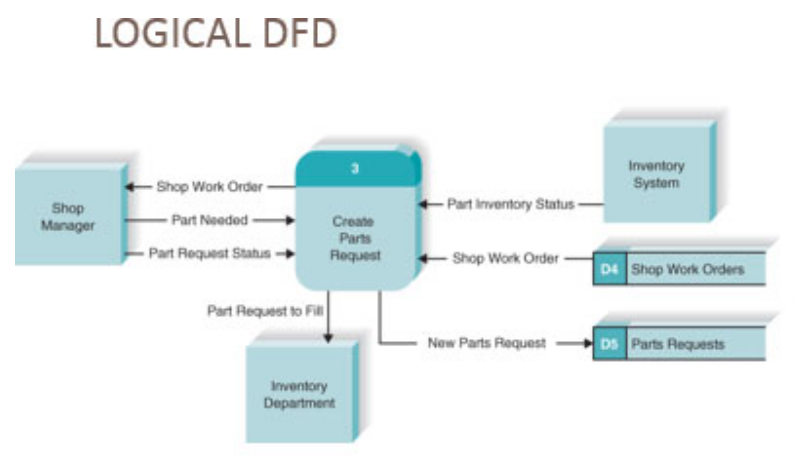 LOGICAL DFD
Shop
Manager
Shop Work Order
Part Needed
Part Request Status
3
Create
Parts
Request
Part Inventory Status
Inventory
System
Shop Work Order
D4 Shop Work Orders
Part Request to Fill
New Parts Request
D5 Parts Requests
Inventory
Department